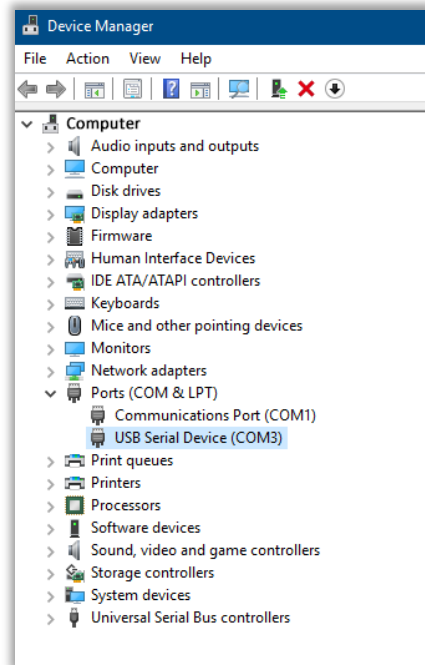 Device Manager
File Action View Help
Computer
Audio inputs and outputs
Computer
Disk drives
Display adapters
Firmware
Human Interface Devices
IDE ATA/ATAPI controllers
Keyboards
Mice and other pointing devices
Monitors
Network adapters
Ports (COM & LPT)
Communications Port (COM1)
USB Serial Device (COM3)
Print queues
Printers
Processors
Software devices
Sound, video and game controllers
Storage controllers
System devices
Universal Serial Bus controllers